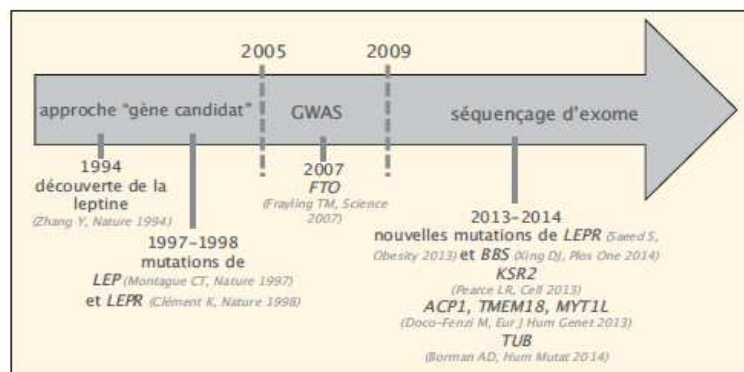 2005
2009
approche "gène candidat"
GWAS
séquençage d'exome
1994
découverte de la
leptine
(Zhang Y, Nature 1994)
1997-1998
mutations de
LEP (Montague CT, Nature 1997)
et LEPR (Clément K, Nature 1998)
2007
FTO
(Frayling TM, Science
2007)
2013-2014
nouvelles mutations de LEPR (Saeed S,
Obesity 2013) et BBS (Xing DJ, Plos One 2014)
KSR2
(Pearce LR, Cell 2013)
ACP1, TMEM18, MYT1L
(Doco-Fenzi M, Eur J Hum Genet 2013)
TUB
(Borman AD, Hum Mutat 2014)